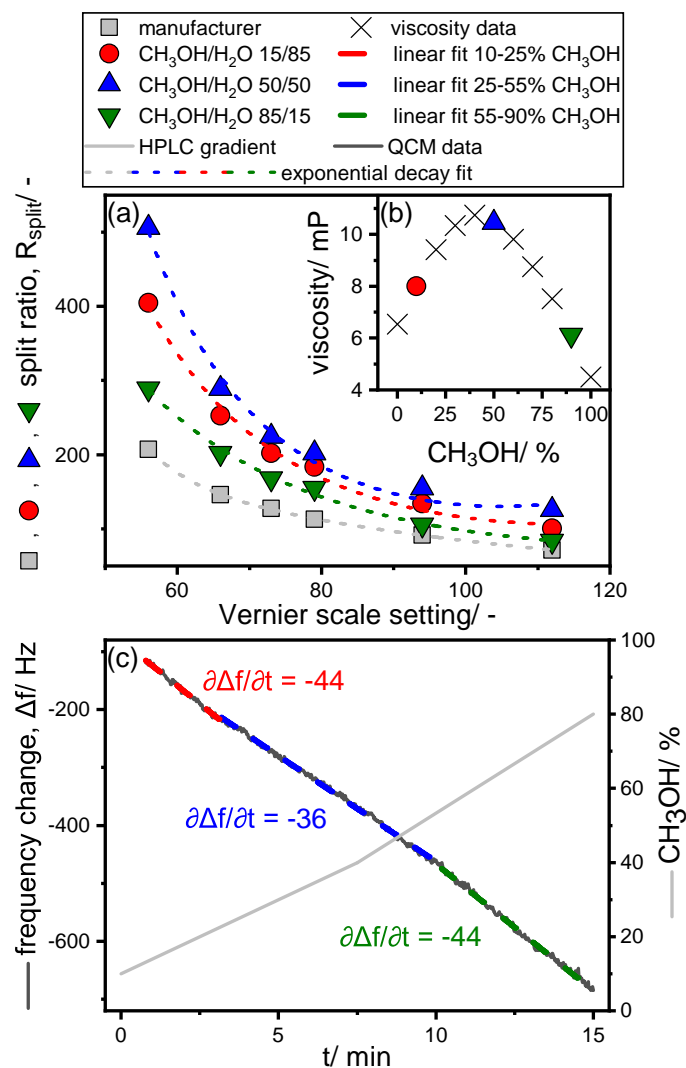 manufacturer
viscosity data
CH3OH/H2O 15/85
linear fit 10-25% CH3OH
CH3OH/H2O 50/50
linear fit 25-55% CH3OH
CH3OH/H2O 85/15
linear fit 55-90% CH3OH
HPLC gradient
QCM data
exponential decay fit
(a)
split ratio, Rsplit/ -
, , ,
400
200
60
80
100
120
Vernier scale setting/ -
(b)
viscosity/ mP
10
8
6
4
0
25
50
75
100
CH3OH/ %
(c)
frequency change, Δf/ Hz
-200
-400
-600
∂Δf/∂t = -44
∂Δf/∂t = -36
∂Δf/∂t = -44
100
80
60
40
20
0
CH3OH/ %
0
5
10
15
t/ min